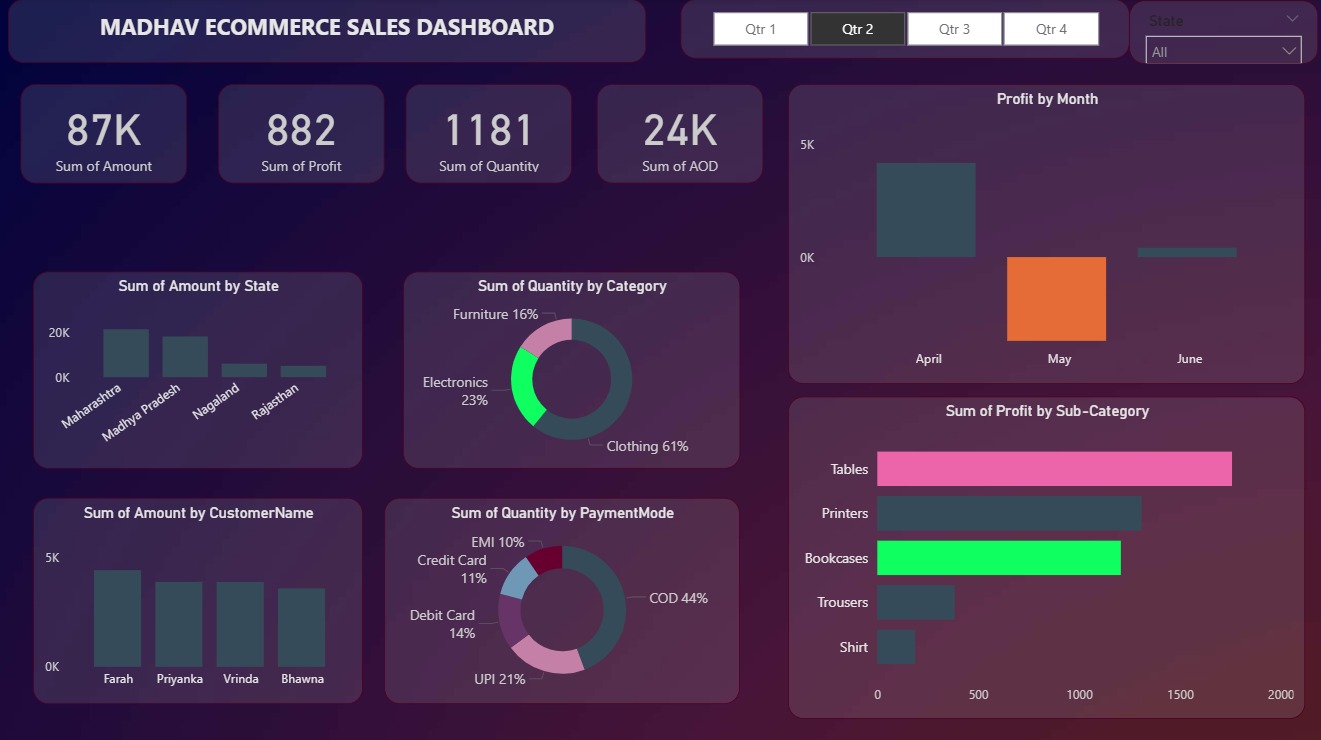 MADHAV ECOMMERCE SALES DASHBOARD
Qtr 1
Qtr 2
Qtr 3
Qtr 4
State
All
87K
Sum of Amount
882
Sum of Profit
1181
Sum of Quantity
24K
Sum of AOD
Profit by Month
5K
0K
April
May
June
Sum of Amount by State
20K
0K
Maharashtra
Madhya Pradesh
Nagaland
Rajasthan
Sum of Quantity by Category
Furniture 16%
Electronics
23%
Clothing 61%
Sum of Profit by Sub-Category
Tables
Printers
Bookcases
Trousers
Shirt
0
500
1000
1500
2000
Sum of Amount by CustomerName
5K
0K
Farah
Priyanka
Vrinda
Bhawna
Sum of Quantity by PaymentMode
EMI 10%
Credit Card
11%
Debit Card
14%
UPI 21%
COD 44%